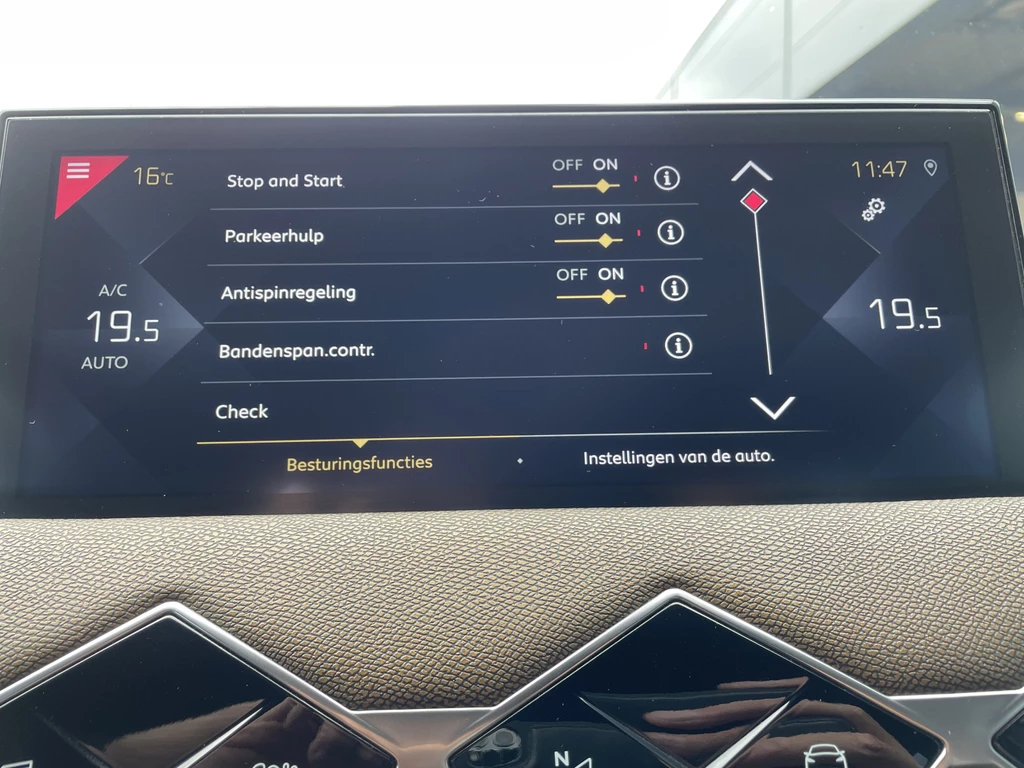 16°C
Stop and Start
OFF ON
11:47
Parkeerhulp
OFF ON
Antispinregeling
OFF ON
A/C
19.5
AUTO
19.5
Bandenspan.contr.
Check
Besturingsfuncties
Instellingen van de auto.
N